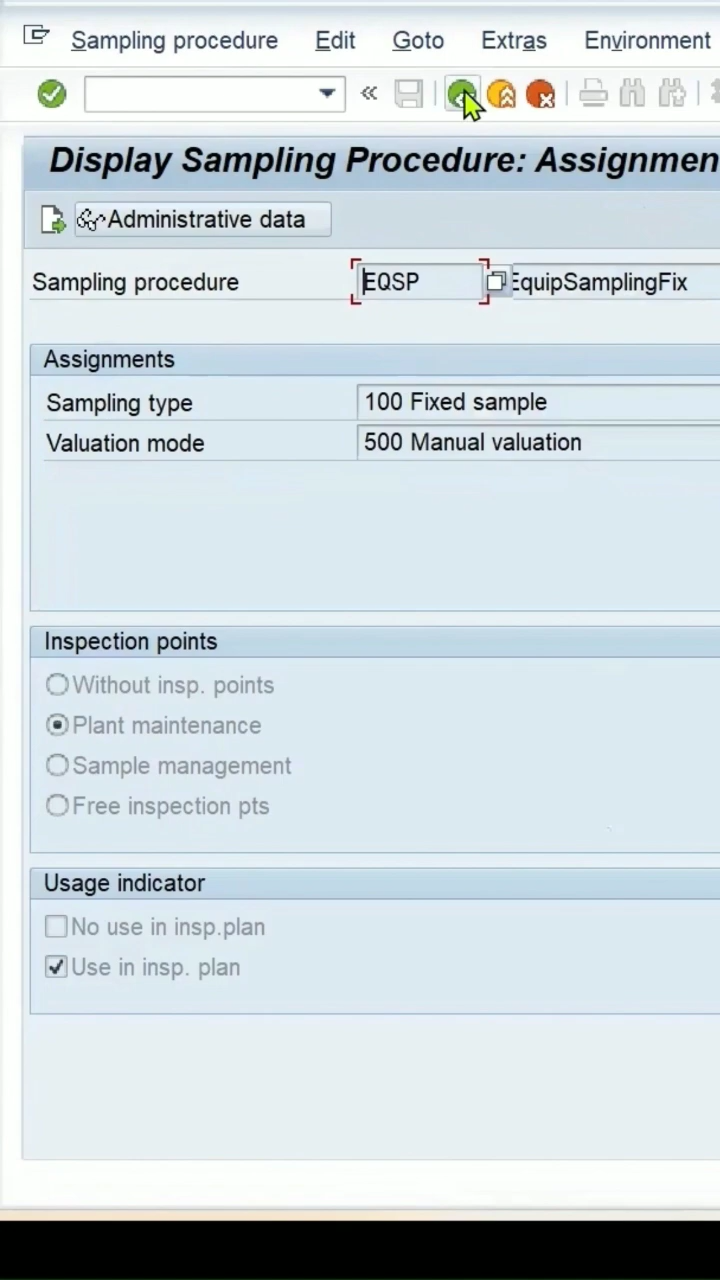 Sampling procedure Edit Goto Extras Environment
Display Sampling Procedure: Assignmen
Administrative data
Sampling procedure EQSP EquipSamplingFix
Assignments
Sampling type 100 Fixed sample
Valuation mode 500 Manual valuation
Inspection points
Without insp. points
Plant maintenance
Sample management
Free inspection pts
Usage indicator
No use in insp.plan
Use in insp. plan